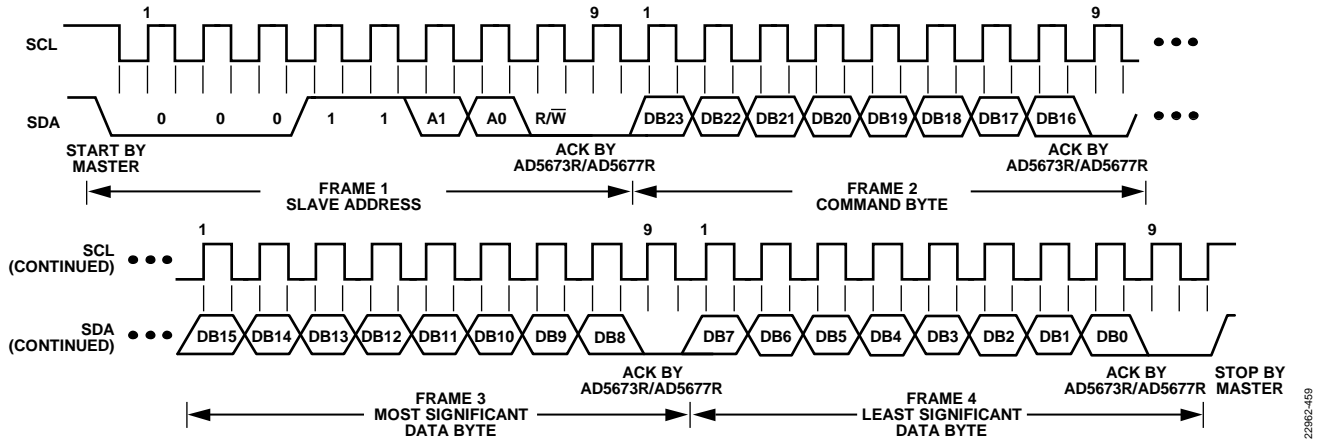 1 9 1 9
SCL
SDA
0 0 0 1 1 A1 A0 R/W̅ DB23 DB22 DB21 DB20 DB19 DB18 DB17 DB16
START BY
MASTER
ACK BY
AD5673R/AD5677R
ACK BY
AD5673R/AD5677R
FRAME 1
SLAVE ADDRESS
FRAME 2
COMMAND BYTE
1 9 1 9
SCL
(CONTINUED)
SDA
(CONTINUED)
DB15 DB14 DB13 DB12 DB11 DB10 DB9 DB8 DB7 DB6 DB5 DB4 DB3 DB2 DB1 DB0
ACK BY
AD5673R/AD5677R
ACK BY
AD5673R/AD5677R
STOP BY
MASTER
FRAME 3
MOST SIGNIFICANT
DATA BYTE
FRAME 4
LEAST SIGNIFICANT
DATA BYTE
22962-459